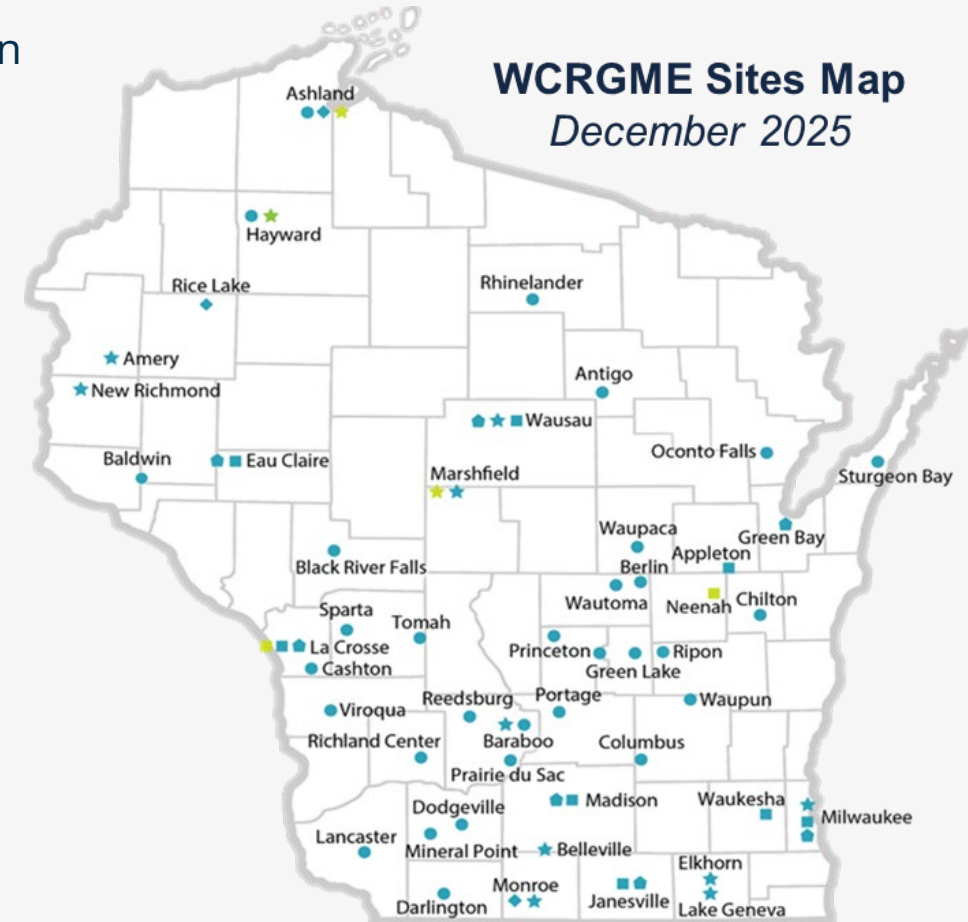 n
WCRGME Sites Map
December 2025
Ashland
Hayward
Rice Lake
Rhinelander
Amery
Antigo
New Richmond
Wausau
Baldwin
Eau Claire
Oconto Falls
Marshfield
Sturgeon Bay
Waupaca
Green Bay
Appleton
Black River Falls
Berlin
Wautoma
Neenah
Chilton
Sparta
Tomah
La Crosse
Princeton
Ripon
Cashton
Green Lake
Reedsburg
Portage
Waupun
Viroqua
Richland Center
Baraboo
Columbus
Prairie du Sac
Madison
Waukesha
Dodgeville
Milwaukee
Lancaster
Mineral Point
Belleville
Elkhorn
Monroe
Janesville
Darlington
Lake Geneva